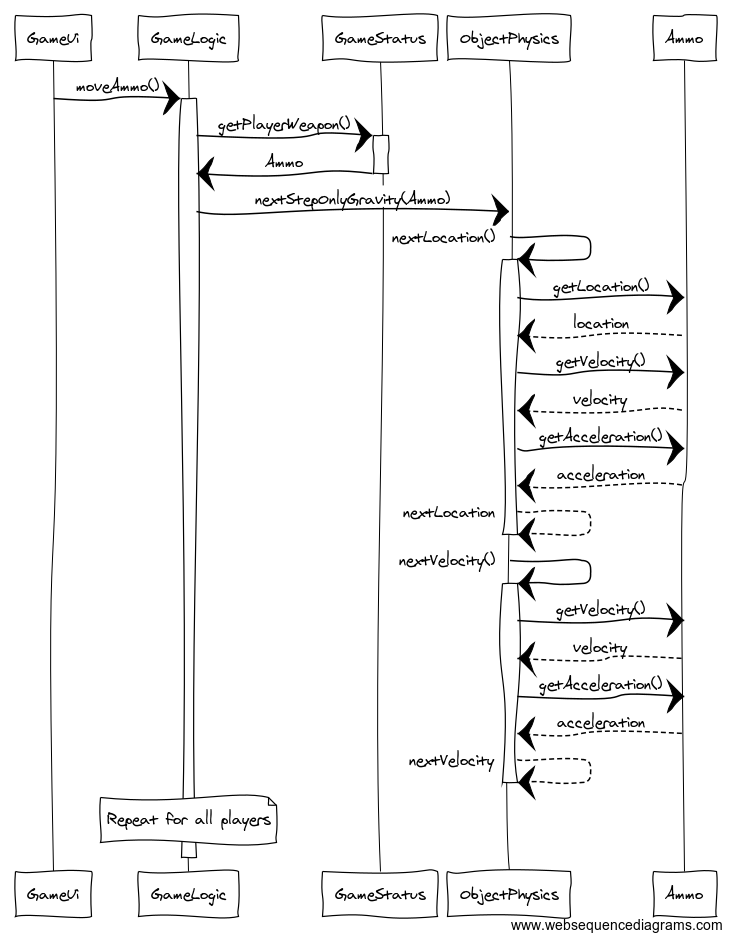 GameUi GameLogic GameStatus ObjectPhysics Ammo
moveAmmo()
getPlayerWeapon()
Ammo
nextStepOnlyGravity(Ammo)
nextLocation()
getLocation()
location
getVelocity()
velocity
getAcceleration()
acceleration
nextLocation
nextVelocity()
getVelocity()
velocity
getAcceleration()
acceleration
nextVelocity
Repeat for all players
GameUi GameLogic GameStatus ObjectPhysics Ammo
www.websequencediagrams.com